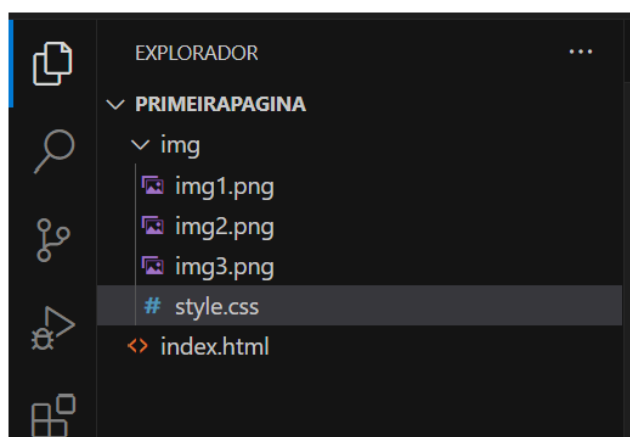 EXPLORADOR
PRIMEIRAPAGINA
img
img1.png
img2.png
img3.png
# style.css
<> index.html